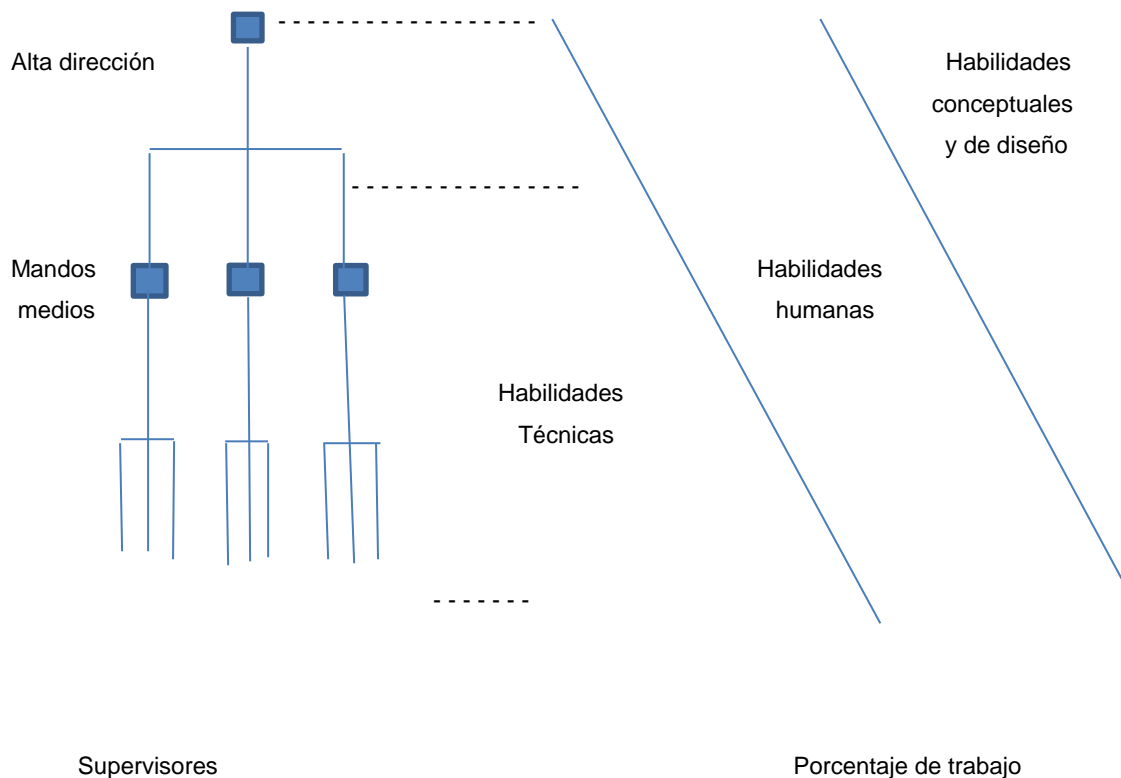 Alta dirección
Habilidades
conceptuales
y de diseño
Mandos
medios
Habilidades
humanas
Habilidades
Técnicas
Supervisores
Porcentaje de trabajo